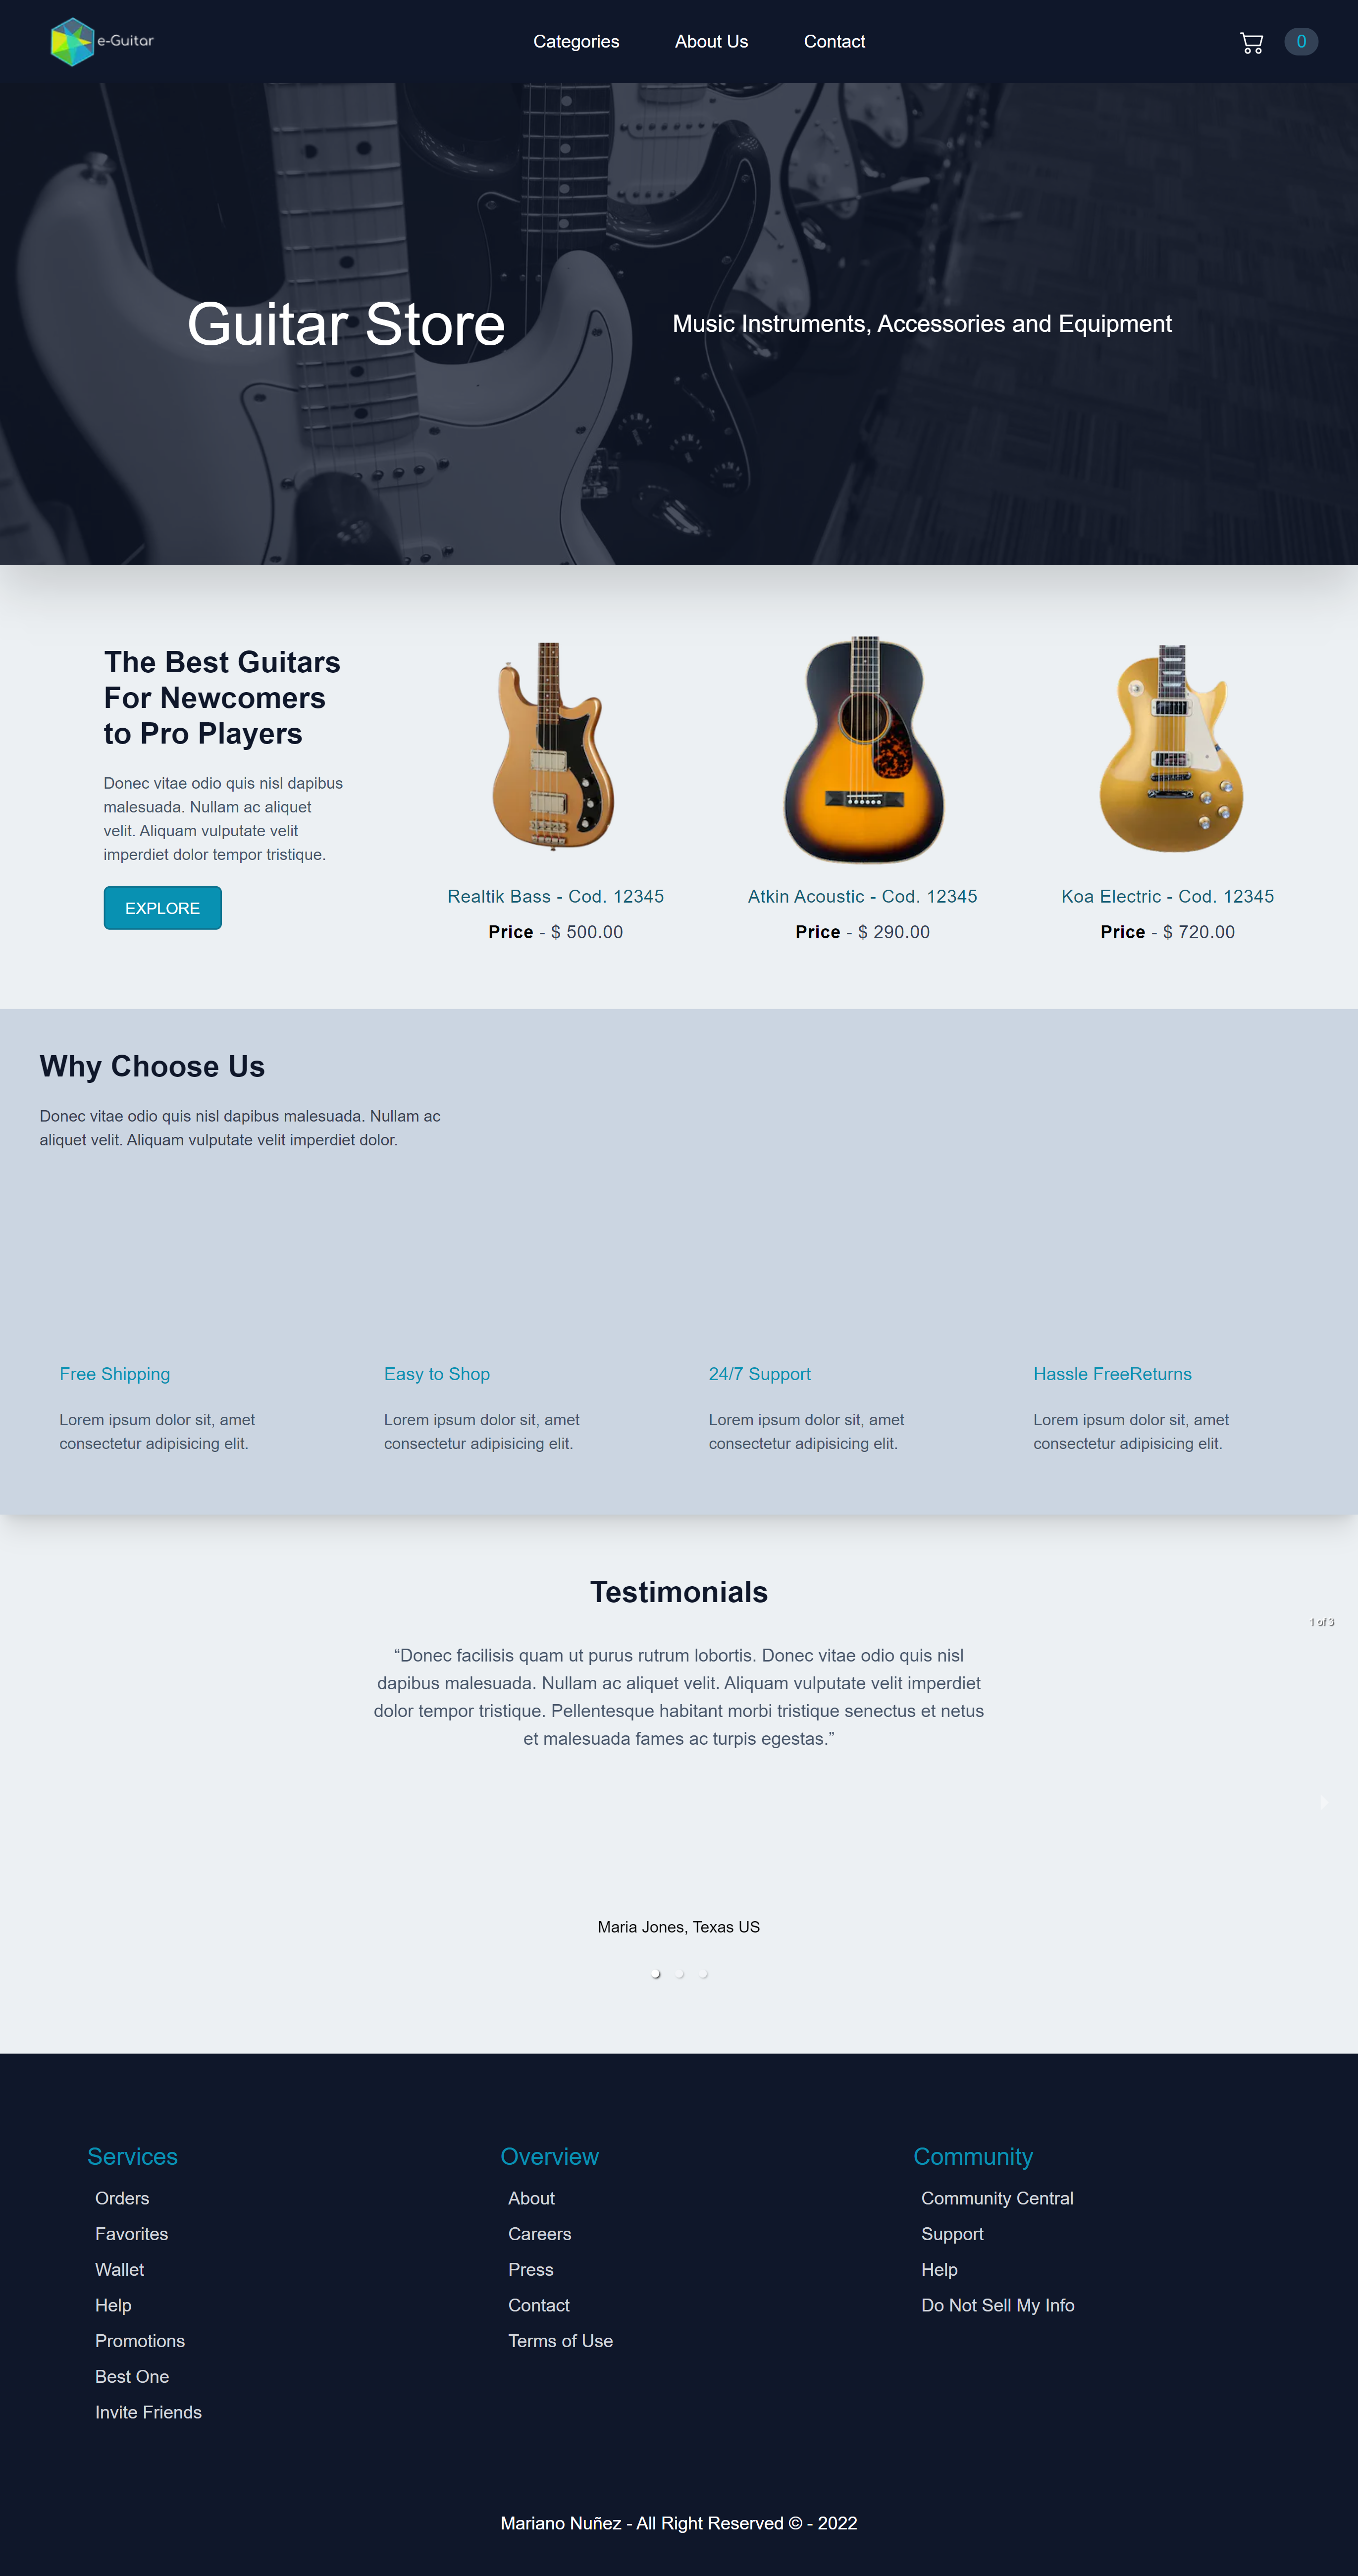 e-Guitar
Categories
About Us
Contact
0
Guitar Store
Music Instruments, Accessories and Equipment
The Best Guitars
For Newcomers
to Pro Players
Donec vitae odio quis nisl dapibus
malesuada. Nullam ac aliquet
velit. Aliquam vulputate velit
imperdiet dolor tempor tristique.
EXPLORE
Realtik Bass - Cod. 12345
Price - $ 500.00
Atkin Acoustic - Cod. 12345
Price - $ 290.00
Koa Electric - Cod. 12345
Price - $ 720.00
Why Choose Us
Donec vitae odio quis nisl dapibus malesuada. Nullam ac
aliquet velit. Aliquam vulputate velit imperdiet dolor.
Free Shipping
Lorem ipsum dolor sit, amet
consectetur adipisicing elit.
Easy to Shop
Lorem ipsum dolor sit, amet
consectetur adipisicing elit.
24/7 Support
Lorem ipsum dolor sit, amet
consectetur adipisicing elit.
Hassle FreeReturns
Lorem ipsum dolor sit, amet
consectetur adipisicing elit.
Testimonials
1 of 3
“Donec facilisis quam ut purus rutrum lobortis. Donec vitae odio quis nisl
dapibus malesuada. Nullam ac aliquet velit. Aliquam vulputate velit imperdiet
dolor tempor tristique. Pellentesque habitant morbi tristique senectus et netus
et malesuada fames ac turpis egestas.”
Maria Jones, Texas US
Services
Orders
Favorites
Wallet
Help
Promotions
Best One
Invite Friends
Overview
About
Careers
Press
Contact
Terms of Use
Community
Community Central
Support
Help
Do Not Sell My Info
Mariano Nuñez - All Right Reserved © - 2022